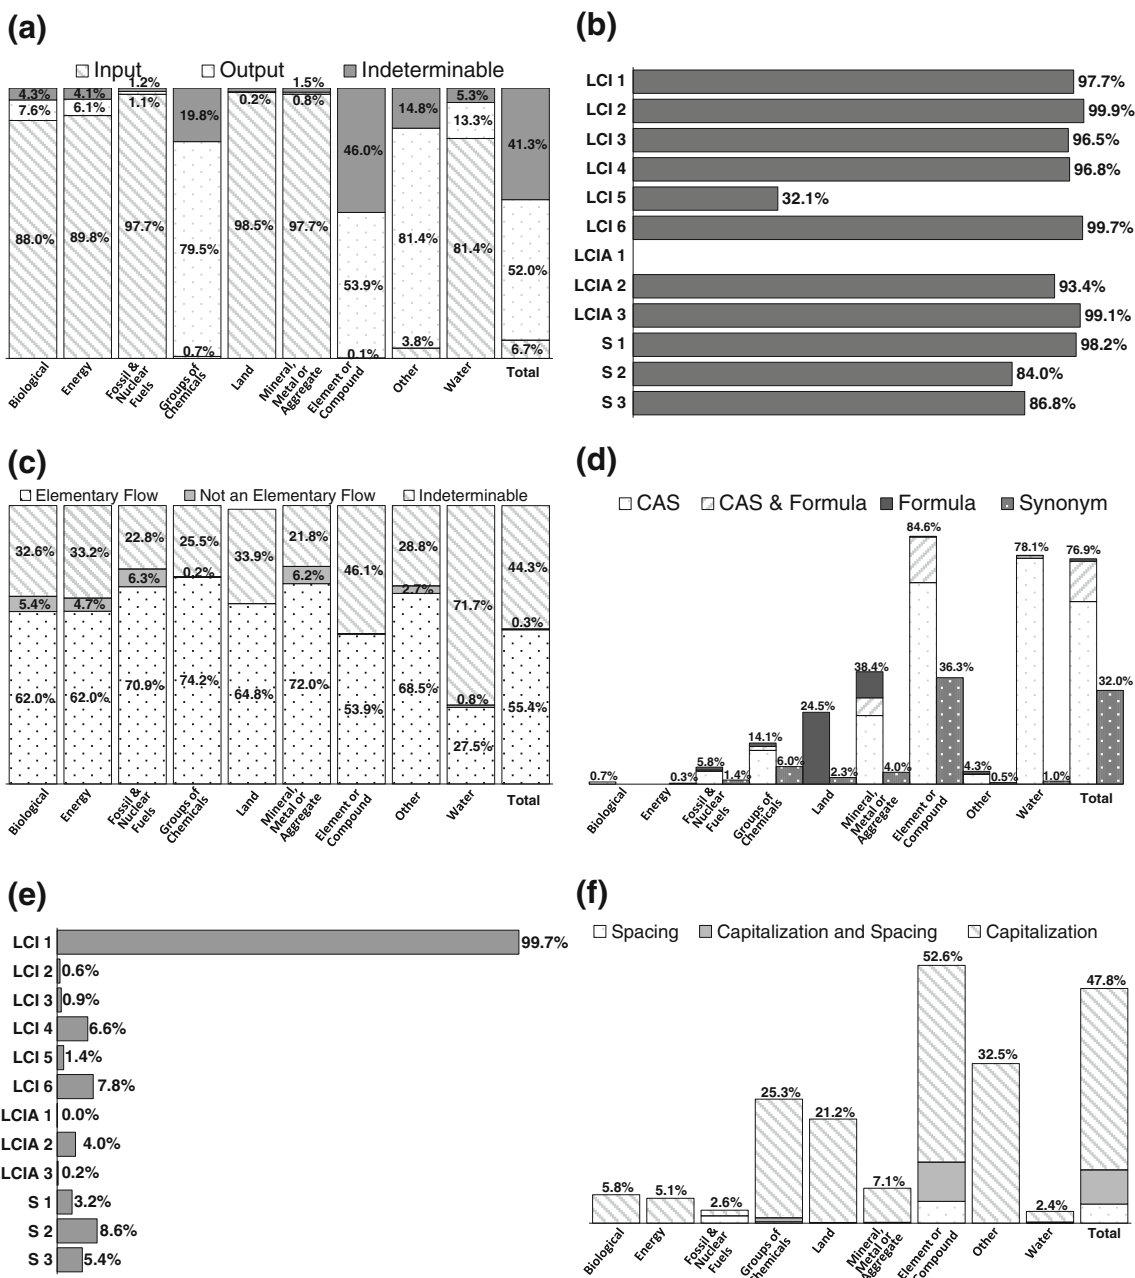 (a)
Input Output Indeterminable
4.3% 4.1% 1.2% 19.8% 0.2% 1.5% 46.0% 14.8% 5.3% 41.3%
7.6% 6.1% 1.1% 0.8% 13.3%
88.0% 89.8% 97.7% 79.5% 98.5% 97.7% 53.9% 81.4% 81.4% 52.0%
0.7% 0.1% 3.8% 6.7%
Biological
Energy
Fossil &
Nuclear
Fuels
Groups of
Chemicals
Land
Mineral,
Metal or
Aggregate
Element or
Compound
Other
Water
Total
(b)
LCI 1 97.7%
LCI 2 99.9%
LCI 3 96.5%
LCI 4 96.8%
LCI 5 32.1%
LCI 6 99.7%
LCIA 1
LCIA 2 93.4%
LCIA 3 99.1%
S 1 98.2%
S 2 84.0%
S 3 86.8%
(c)
Elementary Flow Not an Elementary Flow Indeterminable
32.6% 33.2% 22.8% 25.5% 33.9% 21.8% 46.1% 28.8% 71.7% 44.3%
5.4% 4.7% 6.3% 0.2% 6.2% 2.7% 0.8% 0.3%
62.0% 62.0% 70.9% 74.2% 64.8% 72.0% 53.9% 68.5% 27.5% 55.4%
Biological
Energy
Fossil &
Nuclear
Fuels
Groups of
Chemicals
Land
Mineral,
Metal or
Aggregate
Element or
Compound
Other
Water
Total
(d)
CAS CAS & Formula Formula Synonym
0.7% 0.3% 5.8% 1.4% 14.1% 6.0% 24.5% 2.3% 38.4% 4.0% 84.6% 36.3% 4.3% 0.5% 78.1% 1.0% 76.9% 32.0%
Biological
Energy
Fossil &
Nuclear
Fuels
Groups of
Chemicals
Land
Mineral,
Metal or
Aggregate
Element or
Compound
Other
Water
Total
(e)
LCI 1 99.7%
LCI 2 0.6%
LCI 3 0.9%
LCI 4 6.6%
LCI 5 1.4%
LCI 6 7.8%
LCIA 1 0.0%
LCIA 2 4.0%
LCIA 3 0.2%
S 1 3.2%
S 2 8.6%
S 3 5.4%
(f)
Spacing Capitalization and Spacing Capitalization
5.8% 5.1% 2.6% 25.3% 21.2% 7.1% 52.6% 32.5% 2.4% 47.8%
Biological
Energy
Fossil &
Nuclear
Fuels
Groups of
Chemicals
Land
Mineral,
Metal or
Aggregate
Element or
Compound
Other
Water
Total